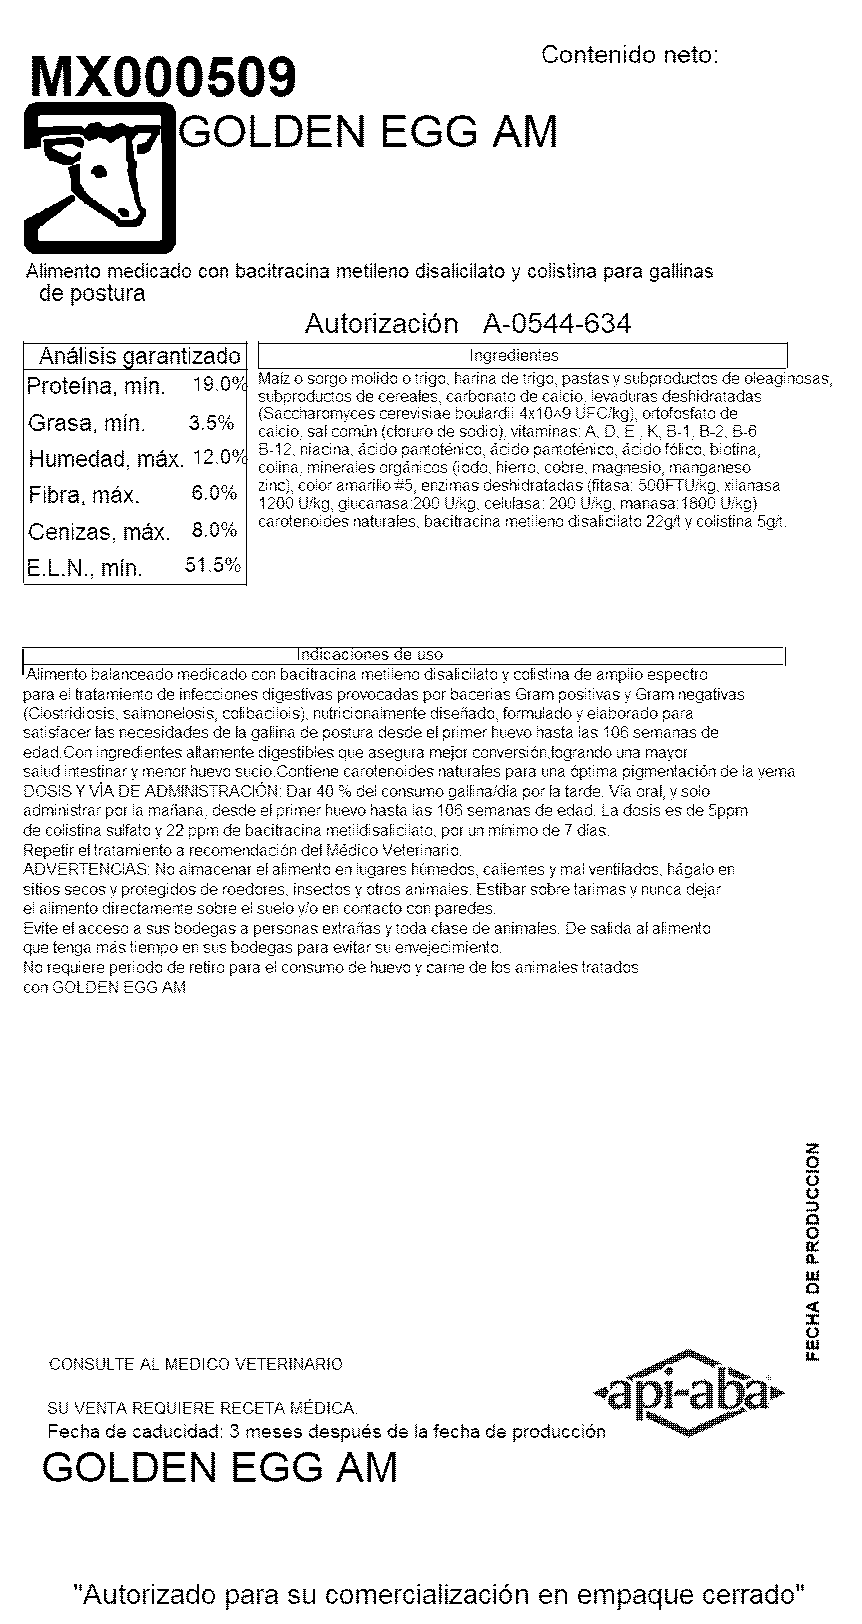 Contenido neto:
MX000509
GOLDEN EGG AM
Alimento medicado con bacitracina metileno disalicilato y colistina para gallinas
de postura
Autorización A-0544-634
Análisis garantizado
Proteína, mín. 19.0%
Grasa, mín. 3.5%
Humedad, máx. 12.0%
Fibra, máx. 6.0%
Cenizas, máx. 8.0%
E.L.N., mín. 51.5%
Ingredientes
Maíz o sorgo molido o trigo, harina de trigo, pastas y subproductos de oleaginosas,
subproductos de cereales, carbonato de calcio, levaduras deshidratadas
(Saccharomyces cerevisiae boulardii 4x10^9 UFC/kg), ortofosfato de
calcio, sal común (cloruro de sodio), vitaminas: A, D, E , K, B-1, B-2, B-6
B-12, niacina, ácido pantoténico, ácido pantoténico, ácido fólico, biotina,
colina, minerales orgánicos (iodo, hierro, cobre, magnesio, manganeso
zinc), color amarillo #5, enzimas deshidratadas (fitasa: 500FTU/kg, xilanasa
1200 U/kg, glucanasa:200 U/kg, celulasa: 200 U/kg, manasa:1800 U/kg)
carotenoides naturales, bacitracina metileno disalicilato 22g/t y colistina 5g/t.
Indicaciones de uso
Alimento balanceado medicado con bacitracina metileno disalicilato y colistina de amplio espectro
para el tratamiento de infecciones digestivas provocadas por bacerias Gram positivas y Gram negativas
(Clostridiosis, salmonelosis, colibacilois), nutricionalmente diseñado, formulado y elaborado para
satisfacer las necesidades de la gallina de postura desde el primer huevo hasta las 106 semanas de
edad.Con ingredientes altamente digestibles que asegura mejor conversión,logrando una mayor
salud intestinar y menor huevo sucio.Contiene carotenoides naturales para una óptima pigmentación de la yema
DOSIS Y VÍA DE ADMINISTRACIÓN: Dar 40 % del consumo gallina/día por la tarde. Vía oral, y solo
administrar por la mañana, desde el primer huevo hasta las 106 semanas de edad. La dosis es de 5ppm
de colistina sulfato y 22 ppm de bacitracina metildisalicilato, por un mínimo de 7 días.
Repetir el tratamiento a recomendación del Médico Veterinario.
ADVERTENCIAS: No almacenar el alimento en lugares húmedos, calientes y mal ventilados, hágalo en
sitios secos y protegidos de roedores, insectos y otros animales. Estibar sobre tarimas y nunca dejar
el alimento directamente sobre el suelo y/o en contacto con paredes.
Evite el acceso a sus bodegas a personas extrañas y toda clase de animales. De salida al alimento
que tenga más tiempo en sus bodegas para evitar su envejecimiento.
No requiere periodo de retiro para el consumo de huevo y carne de los animales tratados
con GOLDEN EGG AM
FECHA DE PRODUCCION
CONSULTE AL MEDICO VETERINARIO
api-aba
SU VENTA REQUIERE RECETA MÉDICA.
Fecha de caducidad: 3 meses después de la fecha de producción
GOLDEN EGG AM
"Autorizado para su comercialización en empaque cerrado"